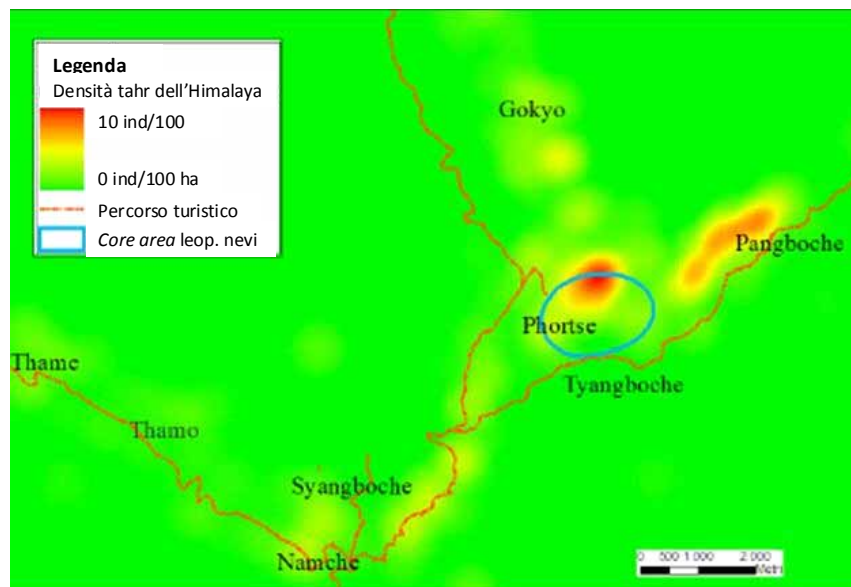 Legenda
Densità tahr dell'Himalaya
10 ind/100
0 ind/100 ha
Percorso turistico
Core area leop. nevi
Gokyo
Pangboche
Phortse
Tyangboche
Thame
Thamo
Syangboche
Namche
0 500 1 000 2 000
Metri